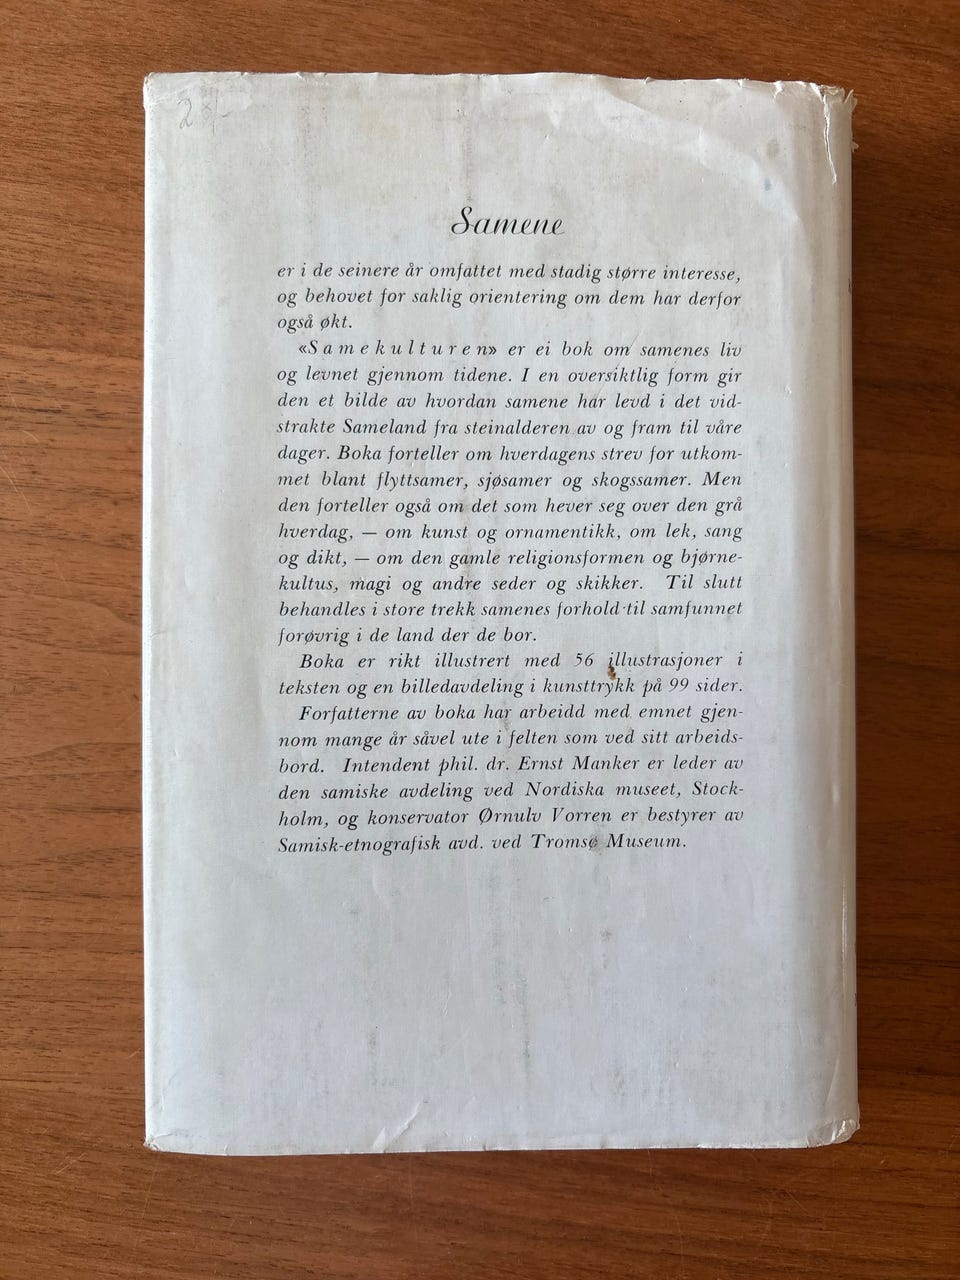 Samene
er i de seinere år omfattet med stadig større interesse,
og behovet for saklig orientering om dem har derfor
også økt.
«Samekulturen» er ei bok om samenes liv
og levnet gjennom tidene. I en oversiktlig form gir
den et bilde av hvordan samene har levd i det vid-
strakte Sameland fra steinalderen av og fram til våre
dager. Boka forteller om hverdagens strev for utkom-
met blant flyttsamer, sjøsamer og skogssamer. Men
den forteller også om det som hever seg over den grå
hverdag, — om kunst og ornamentikk, om lek, sang
og dikt, — om den gamle religionsformen og bjørne-
kultus, magi og andre seder og skikker. Til slutt
behandles i store trekk samenes forhold til samfunnet
forøvrig i de land der de bor.
Boka er rikt illustrert med 56 illustrasjoner i
teksten og en billedavdeling i kunsttrykk på 99 sider.
Forfatterne av boka har arbeidd med emnet gjen-
nom mange år såvel ute i felten som ved sitt arbeids-
bord. Intendent phil. dr. Ernst Manker er leder av
den samiske avdeling ved Nordiska museet, Stock-
holm, og konservator Ørnulv Vorren er bestyrer av
Samisk-etnografisk avd. ved Tromsø Museum.